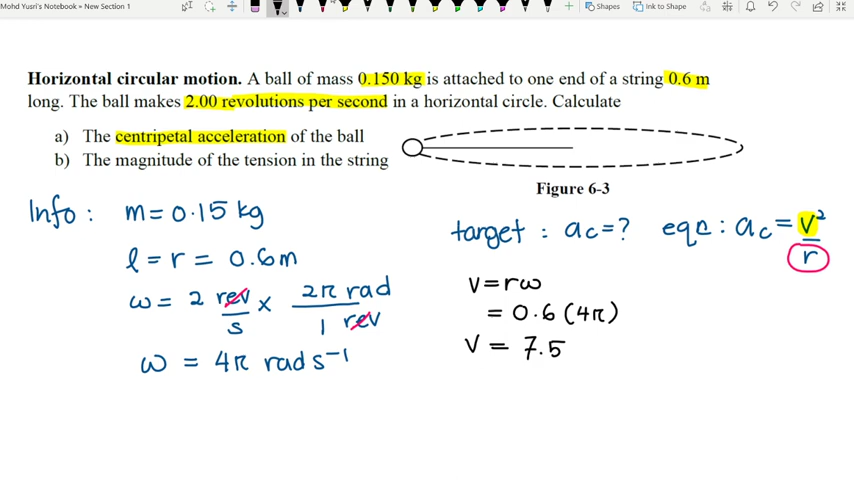 Mohd Yusri's Notebook » New Section 1
Shapes
Ink to Shape
Horizontal circular motion. A ball of mass 0.150 kg is attached to one end of a string 0.6 m
long. The ball makes 2.00 revolutions per second in a horizontal circle. Calculate
a) The centripetal acceleration of the ball
b) The magnitude of the tension in the string
Figure 6-3
Info : m = 0.15 kg
l = r = 0.6m
ω = 2 rev/s × 2π rad/1 rev
ω = 4π rad s⁻¹
target : ac = ? eqn : ac = v²/r
v = rω
= 0.6 (4π)
v = 7.5